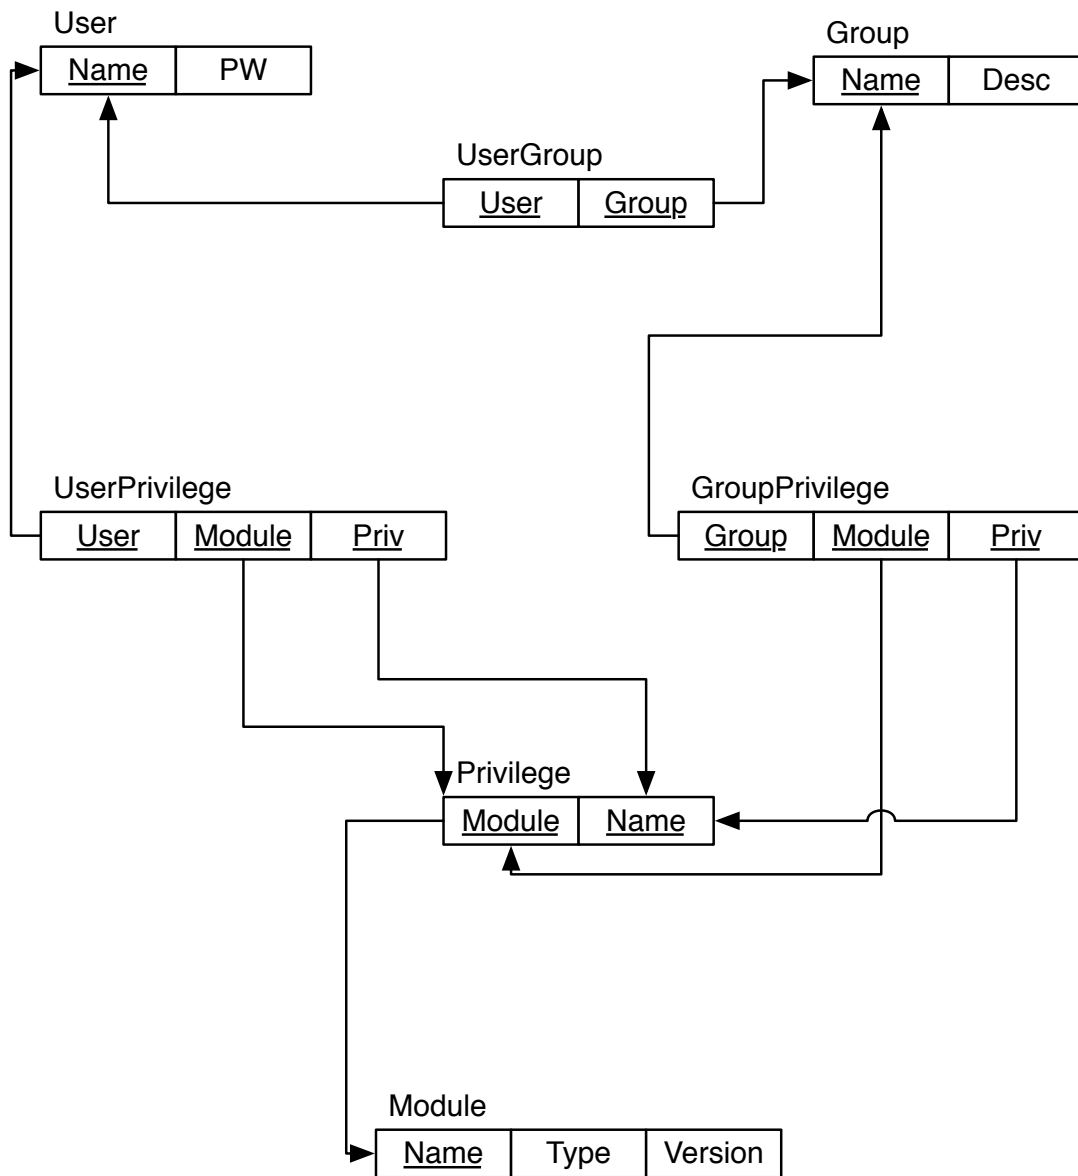 User
Name PW
Group
Name Desc
UserGroup
User Group
UserPrivilege
User Module Priv
GroupPrivilege
Group Module Priv
Privilege
Module Name
Module
Name Type Version